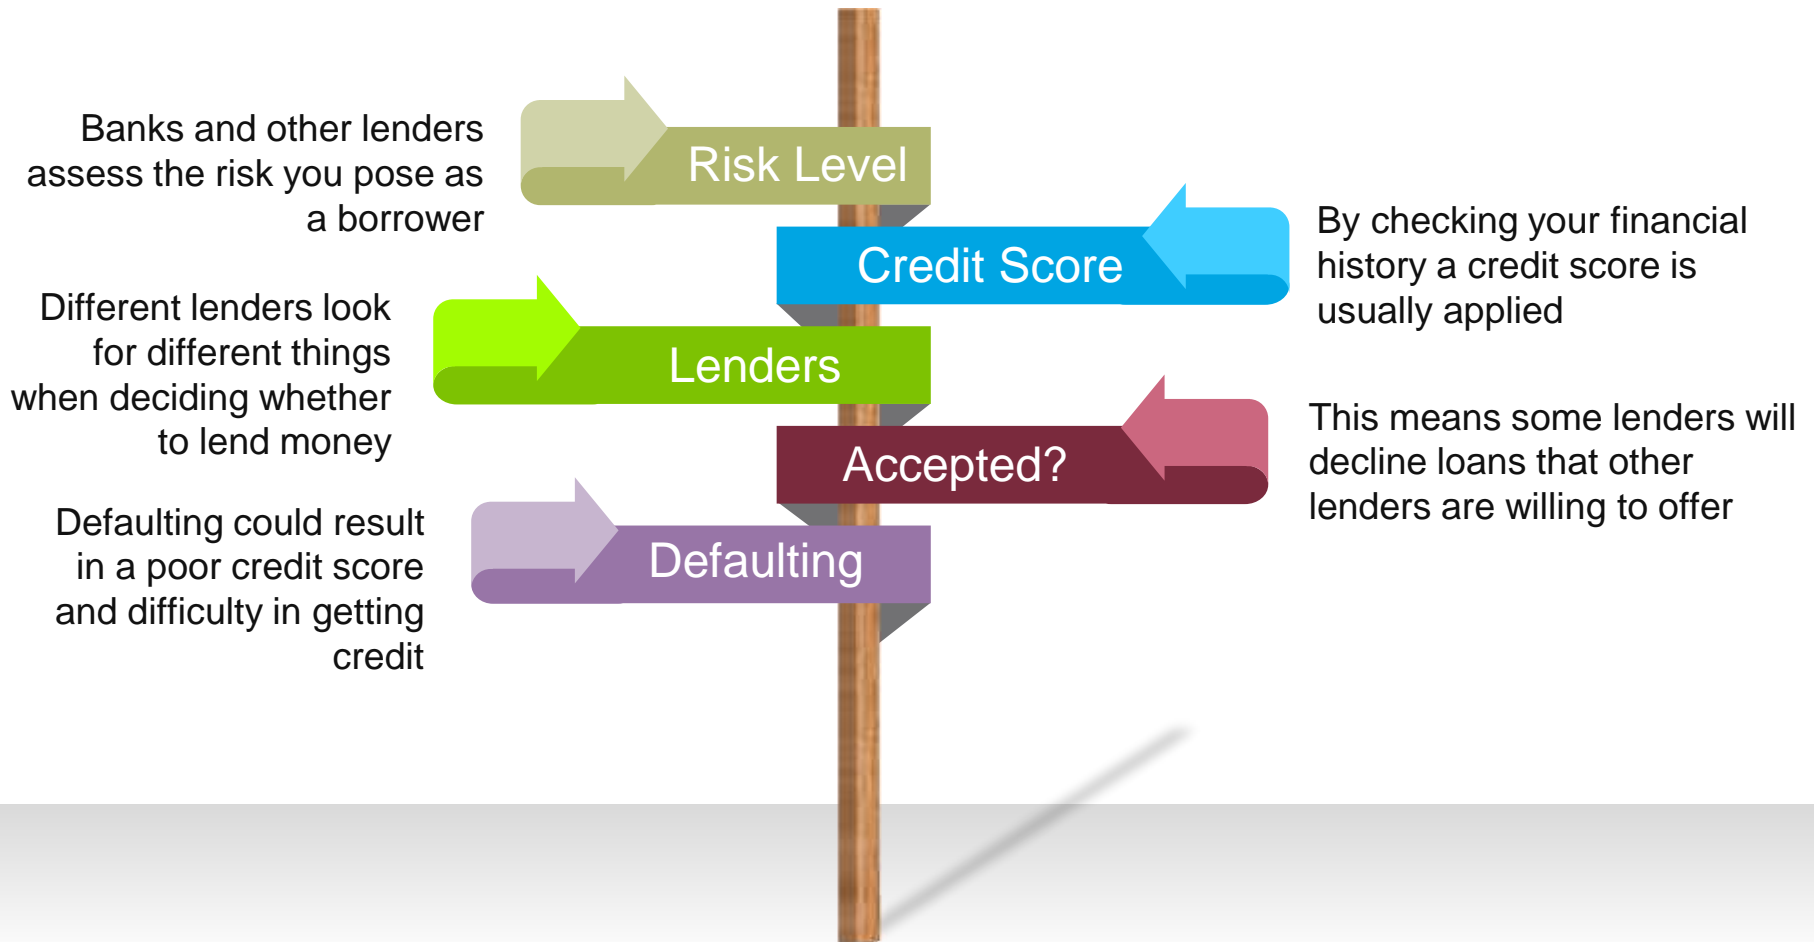 Banks and other lenders
assess the risk you pose as
a borrower
Risk Level
Credit Score
By checking your financial
history a credit score is
usually applied
Different lenders look
for different things
when deciding whether
to lend money
Lenders
Accepted?
This means some lenders will
decline loans that other
lenders are willing to offer
Defaulting could result
in a poor credit score
and difficulty in getting
credit
Defaulting